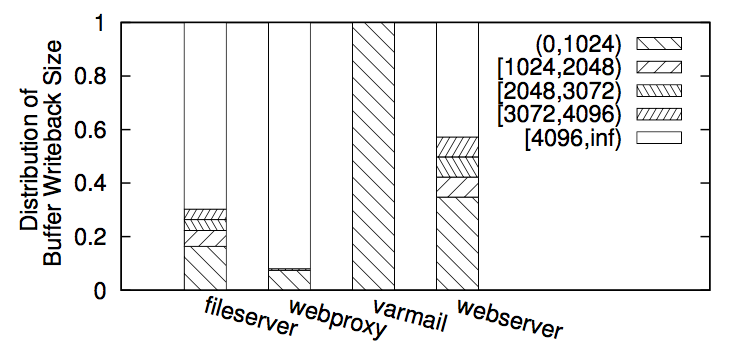 Distribution of
Buffer Writeback Size
1
0.8
0.6
0.4
0.2
0
(0,1024)
[1024,2048)
[2048,3072)
[3072,4096)
[4096,inf)
fileserver
webproxy
varmail
webserver